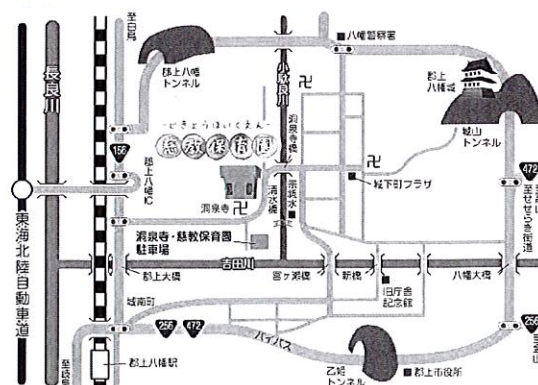 至白鳥
長良川
郡上八幡
トンネル
小駄良川
八幡警察署
郡上
八幡城
城山
トンネル
じきょうほいくえん
慈教保育園
洞泉寺橋
156
郡上八幡IC
清水橋
宗祇水
洞泉寺
城下町プラザ
472
至せせらぎ街道
東海北陸自動車道
洞泉寺・慈教保育園
駐車場
吉田川
郡上大橋
宮ヶ瀬橋
新橋
八幡大橋
旧庁舎
記念館
城南町
256
472
バイパス
256
郡上八幡駅
乙姫
トンネル
郡上市役所